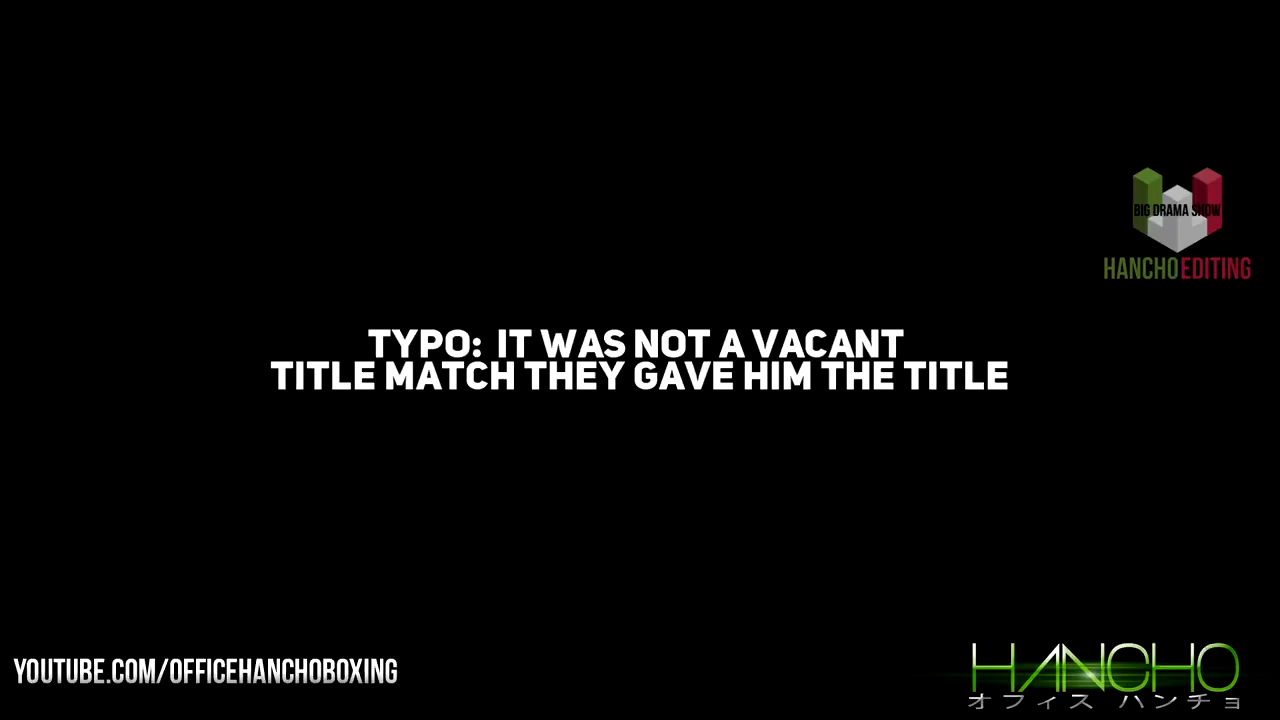 BIG DRAMA SHOW
HANCHOEDITING
TYPO: IT WAS NOT A VACANT
TITLE MATCH THEY GAVE HIM THE TITLE
YOUTUBE.COM/OFFICEHANCHOBOXING
HANCHO
オフィス ハンチョ